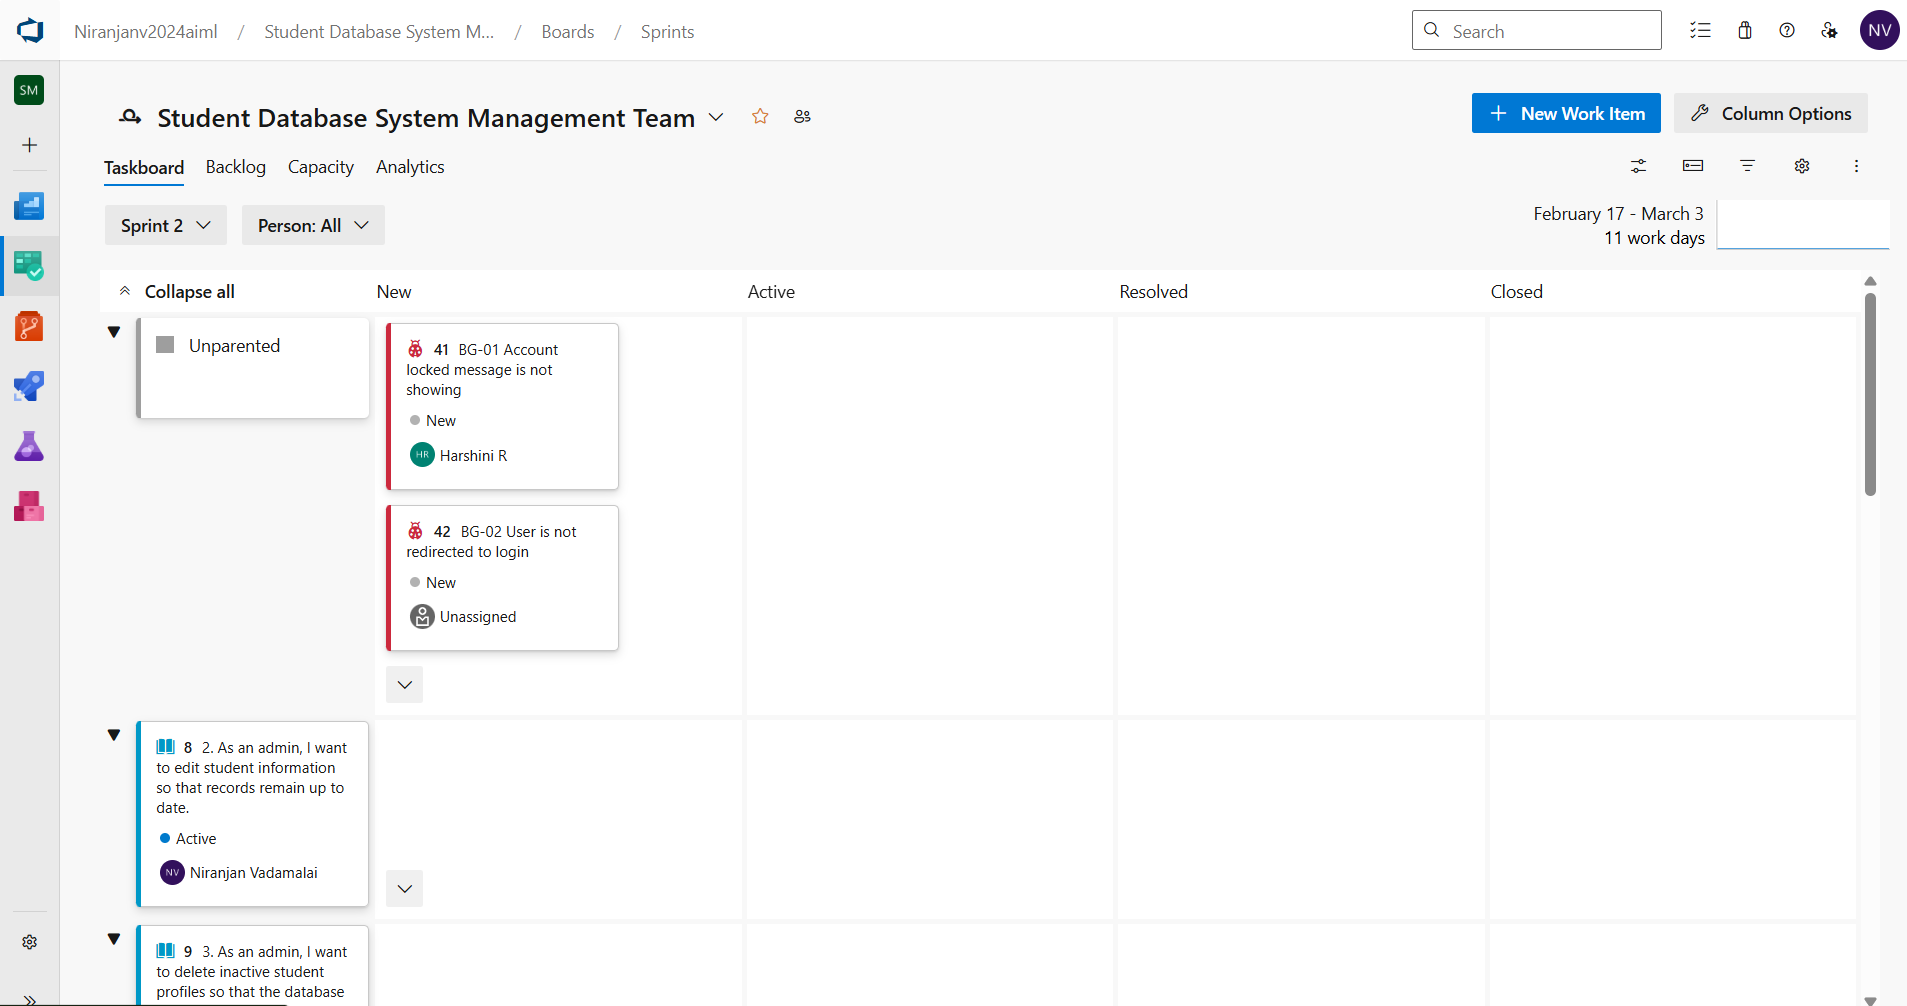 Niranjanv2024aiml / Student Database System M... / Boards / Sprints
Search
NV
SM
Student Database System Management Team
New Work Item
Column Options
Taskboard Backlog Capacity Analytics
Sprint 2
Person: All
February 17 - March 3
11 work days
Collapse all New Active Resolved Closed
Unparented
41 BG-01 Account
locked message is not
showing
New
HR Harshini R
42 BG-02 User is not
redirected to login
New
Unassigned
8 2. As an admin, I want
to edit student information
so that records remain up to
date.
Active
NV Niranjan Vadamalai
9 3. As an admin, I want
to delete inactive student
profiles so that the database